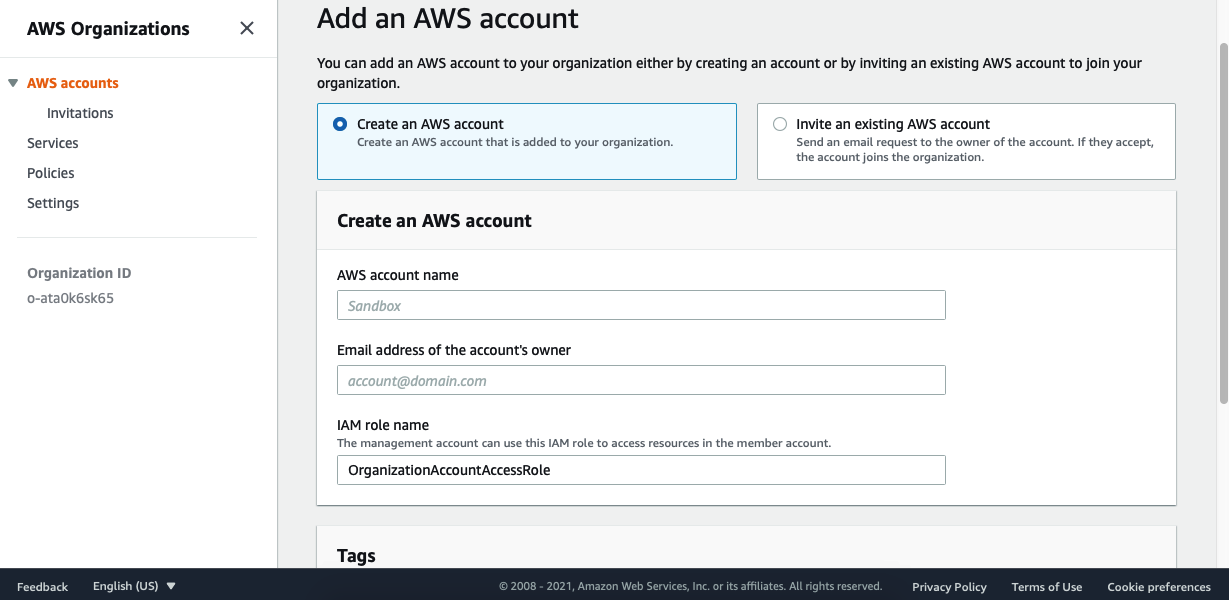 AWS Organizations
AWS accounts
Invitations
Services
Policies
Settings
Organization ID
o-ata0k6sk65
Add an AWS account
You can add an AWS account to your organization either by creating an account or by inviting an existing AWS account to join your
organization.
Create an AWS account
Create an AWS account that is added to your organization.
Invite an existing AWS account
Send an email request to the owner of the account. If they accept,
the account joins the organization.
Create an AWS account
AWS account name
Sandbox
Email address of the account's owner
account@domain.com
IAM role name
The management account can use this IAM role to access resources in the member account.
OrganizationAccountAccessRole
Tags
Feedback
English (US)
© 2008 - 2021, Amazon Web Services, Inc. or its affiliates. All rights reserved.
Privacy Policy
Terms of Use
Cookie preferences